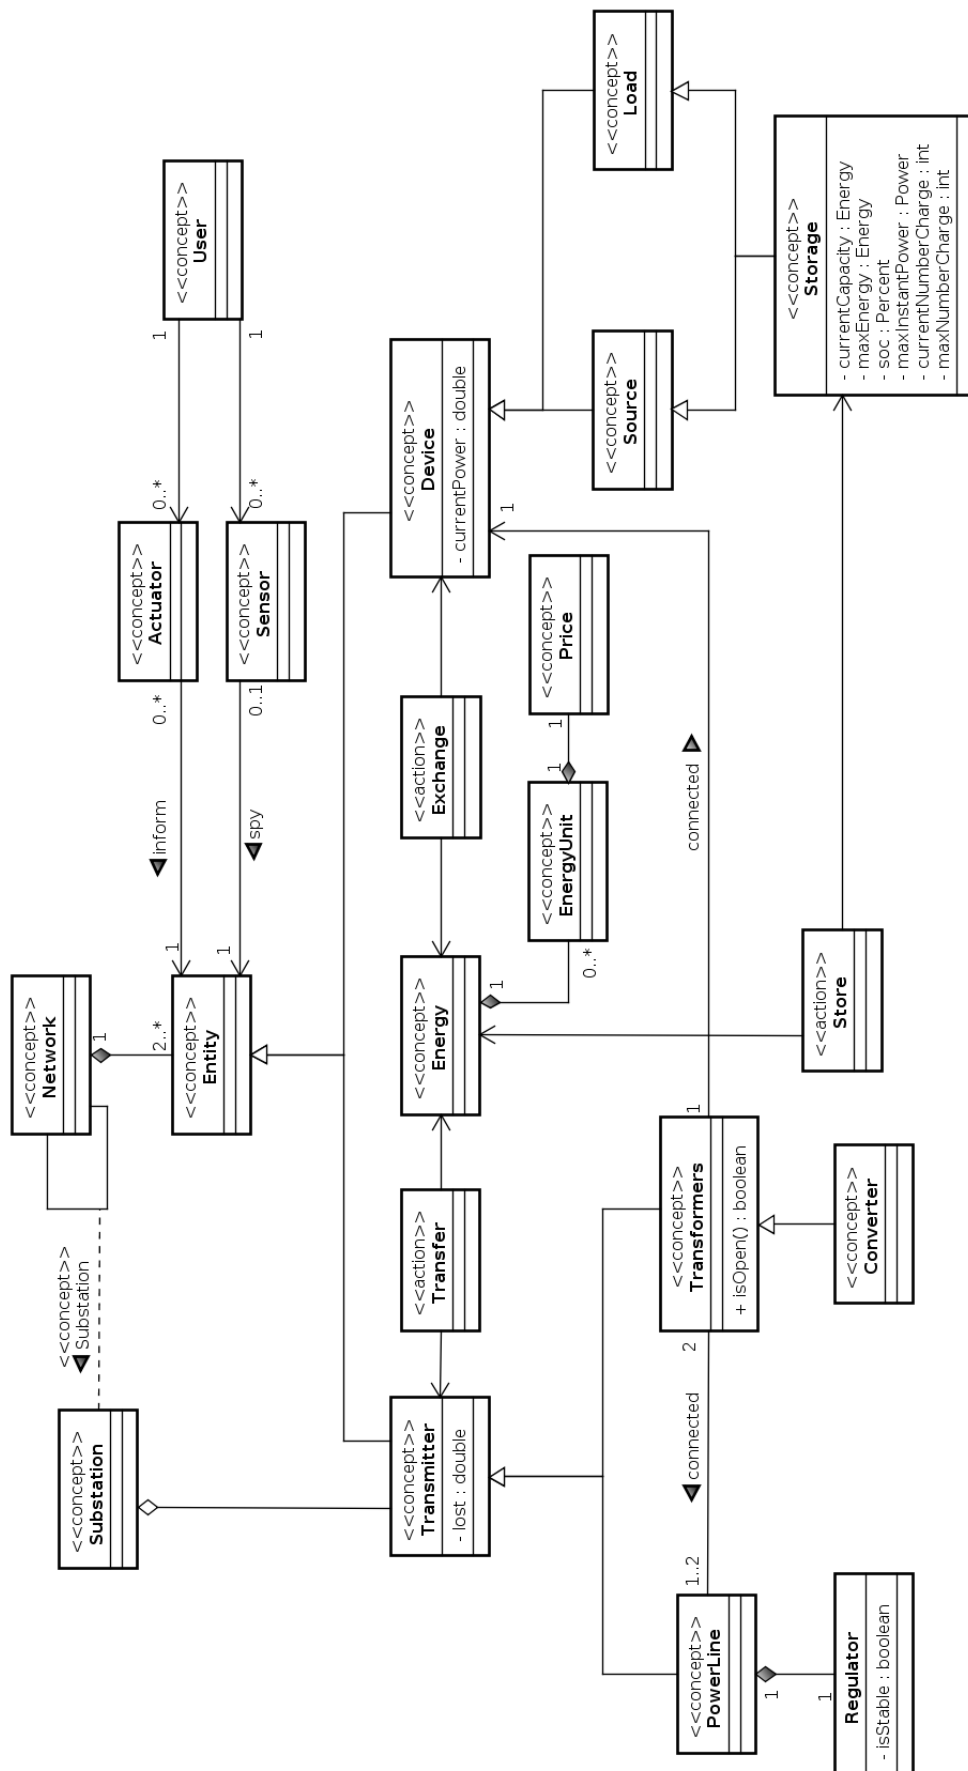 <<concept>>
Network
1
2..*
<<concept>>
Substation
<<concept>>
Substation
<<concept>>
Entity
1
1
inform
spy
0..*
0..1
<<concept>>
Actuator
<<concept>>
Sensor
0..*
0..*
1
1
<<concept>>
User
<<concept>>
Transmitter
- lost : double
<<action>>
Transfer
<<concept>>
Energy
1
0..*
<<action>>
Exchange
<<concept>>
Device
- currentPower : double
1
<<concept>>
EnergyUnit
1
1
<<concept>>
Price
<<concept>>
Source
<<concept>>
Load
<<concept>>
PowerLine
1..2
connected
2
<<concept>>
Transformers
+ isOpen() : boolean
1
connected
1
1
Regulator
- isStable : boolean
<<concept>>
Converter
<<action>>
Store
<<concept>>
Storage
- currentCapacity : Energy
- maxEnergy : Energy
- soc : Percent
- maxInstantPower : Power
- currentNumberCharge : int
- maxNumberCharge : int